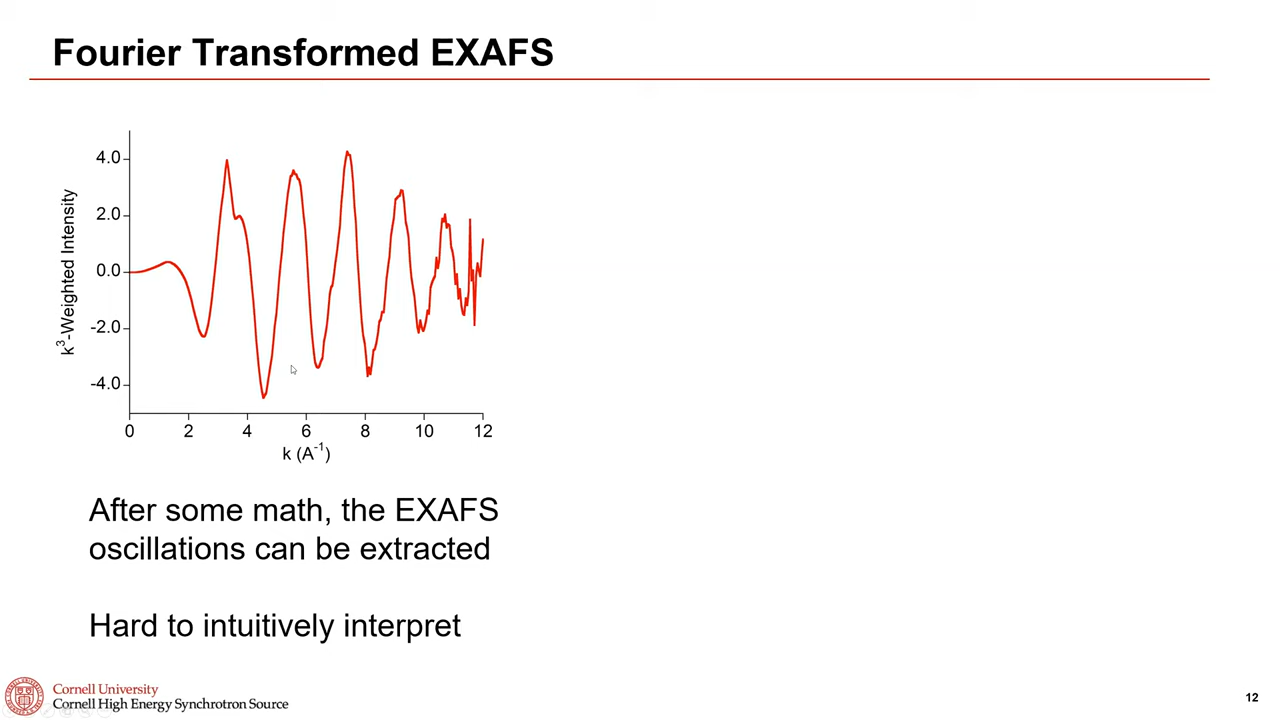 Fourier Transformed EXAFS
4.0
2.0
0.0
-2.0
-4.0
k³-Weighted Intensity
0 2 4 6 8 10 12
k (A⁻¹)
After some math, the EXAFS
oscillations can be extracted
Hard to intuitively interpret
Cornell University
Cornell High Energy Synchrotron Source
12